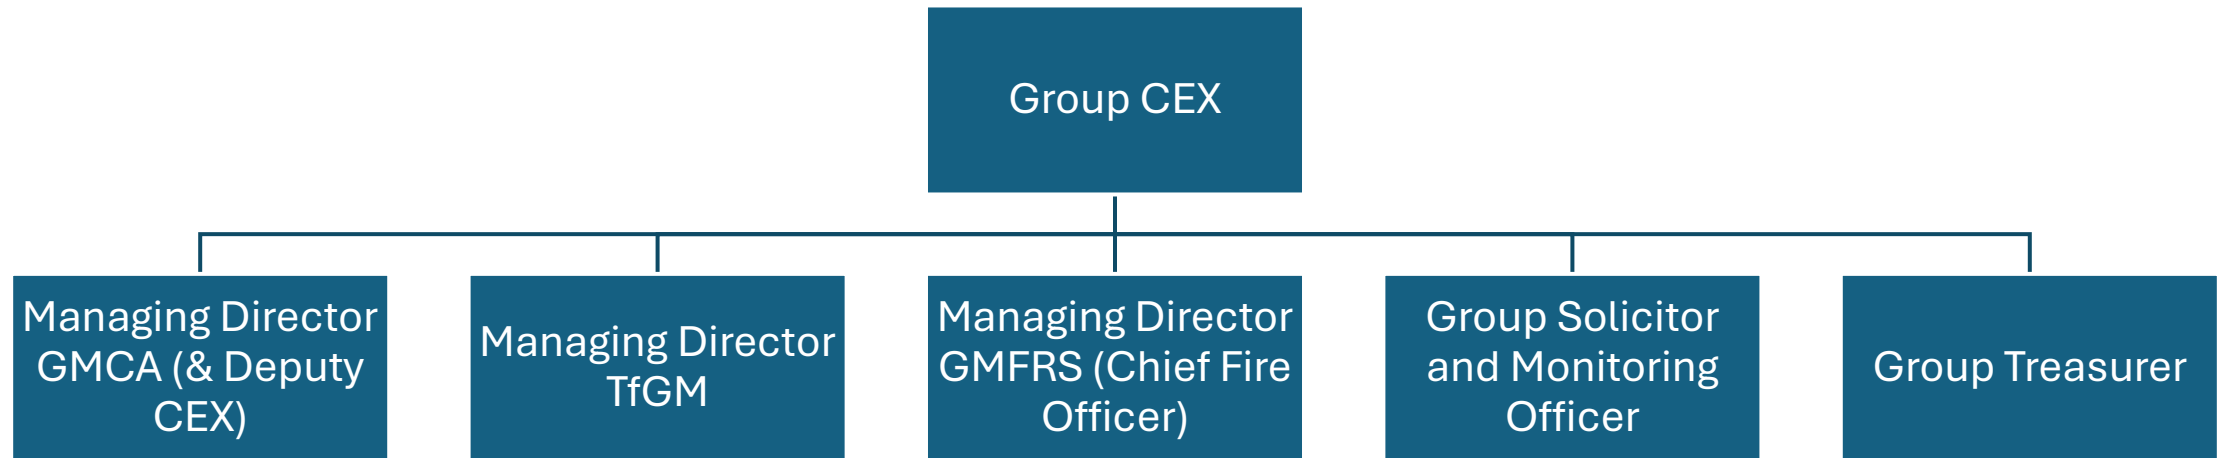 Group CEX
Managing Director
GMCA (& Deputy
CEX)
Managing Director
TfGM
Managing Director
GMFRS (Chief Fire
Officer)
Group Solicitor
and Monitoring
Officer
Group Treasurer